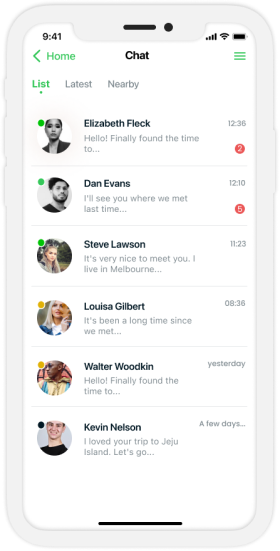 9:41
Home
Chat
List
Latest
Nearby
Elizabeth Fleck
12:36
Hello! Finally found the time
to...
2
Dan Evans
12:10
I'll see you where we met
last time...
5
Steve Lawson
11:23
It's very nice to meet you. I
live in Melbourne...
Louisa Gilbert
08:36
It's been a long time since
we met...
Walter Woodkin
yesterday
Hello! Finally found the
time to...
Kevin Nelson
A few days...
I loved your trip to Jeju
Island. Let's go...